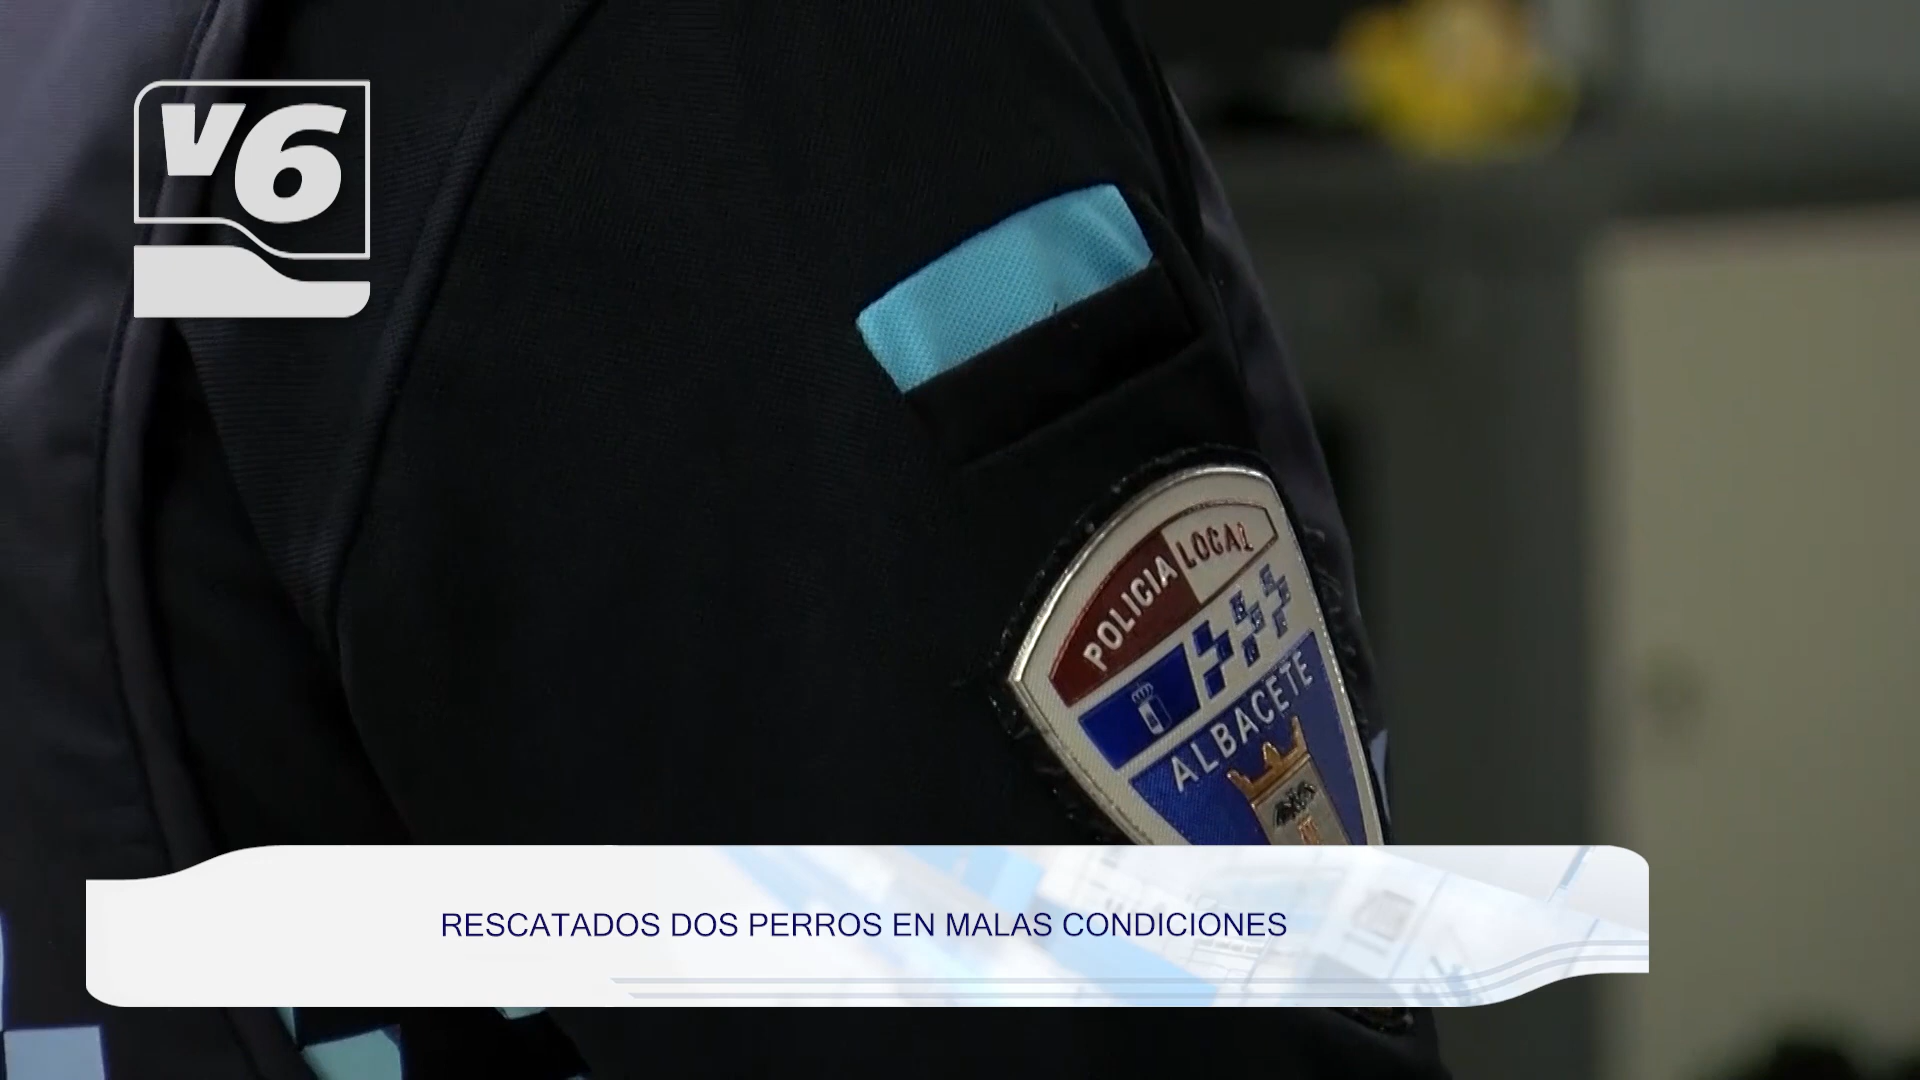 V6
POLICIA LOCAL
ALBACETE
RESCATADOS DOS PERROS EN MALAS CONDICIONES